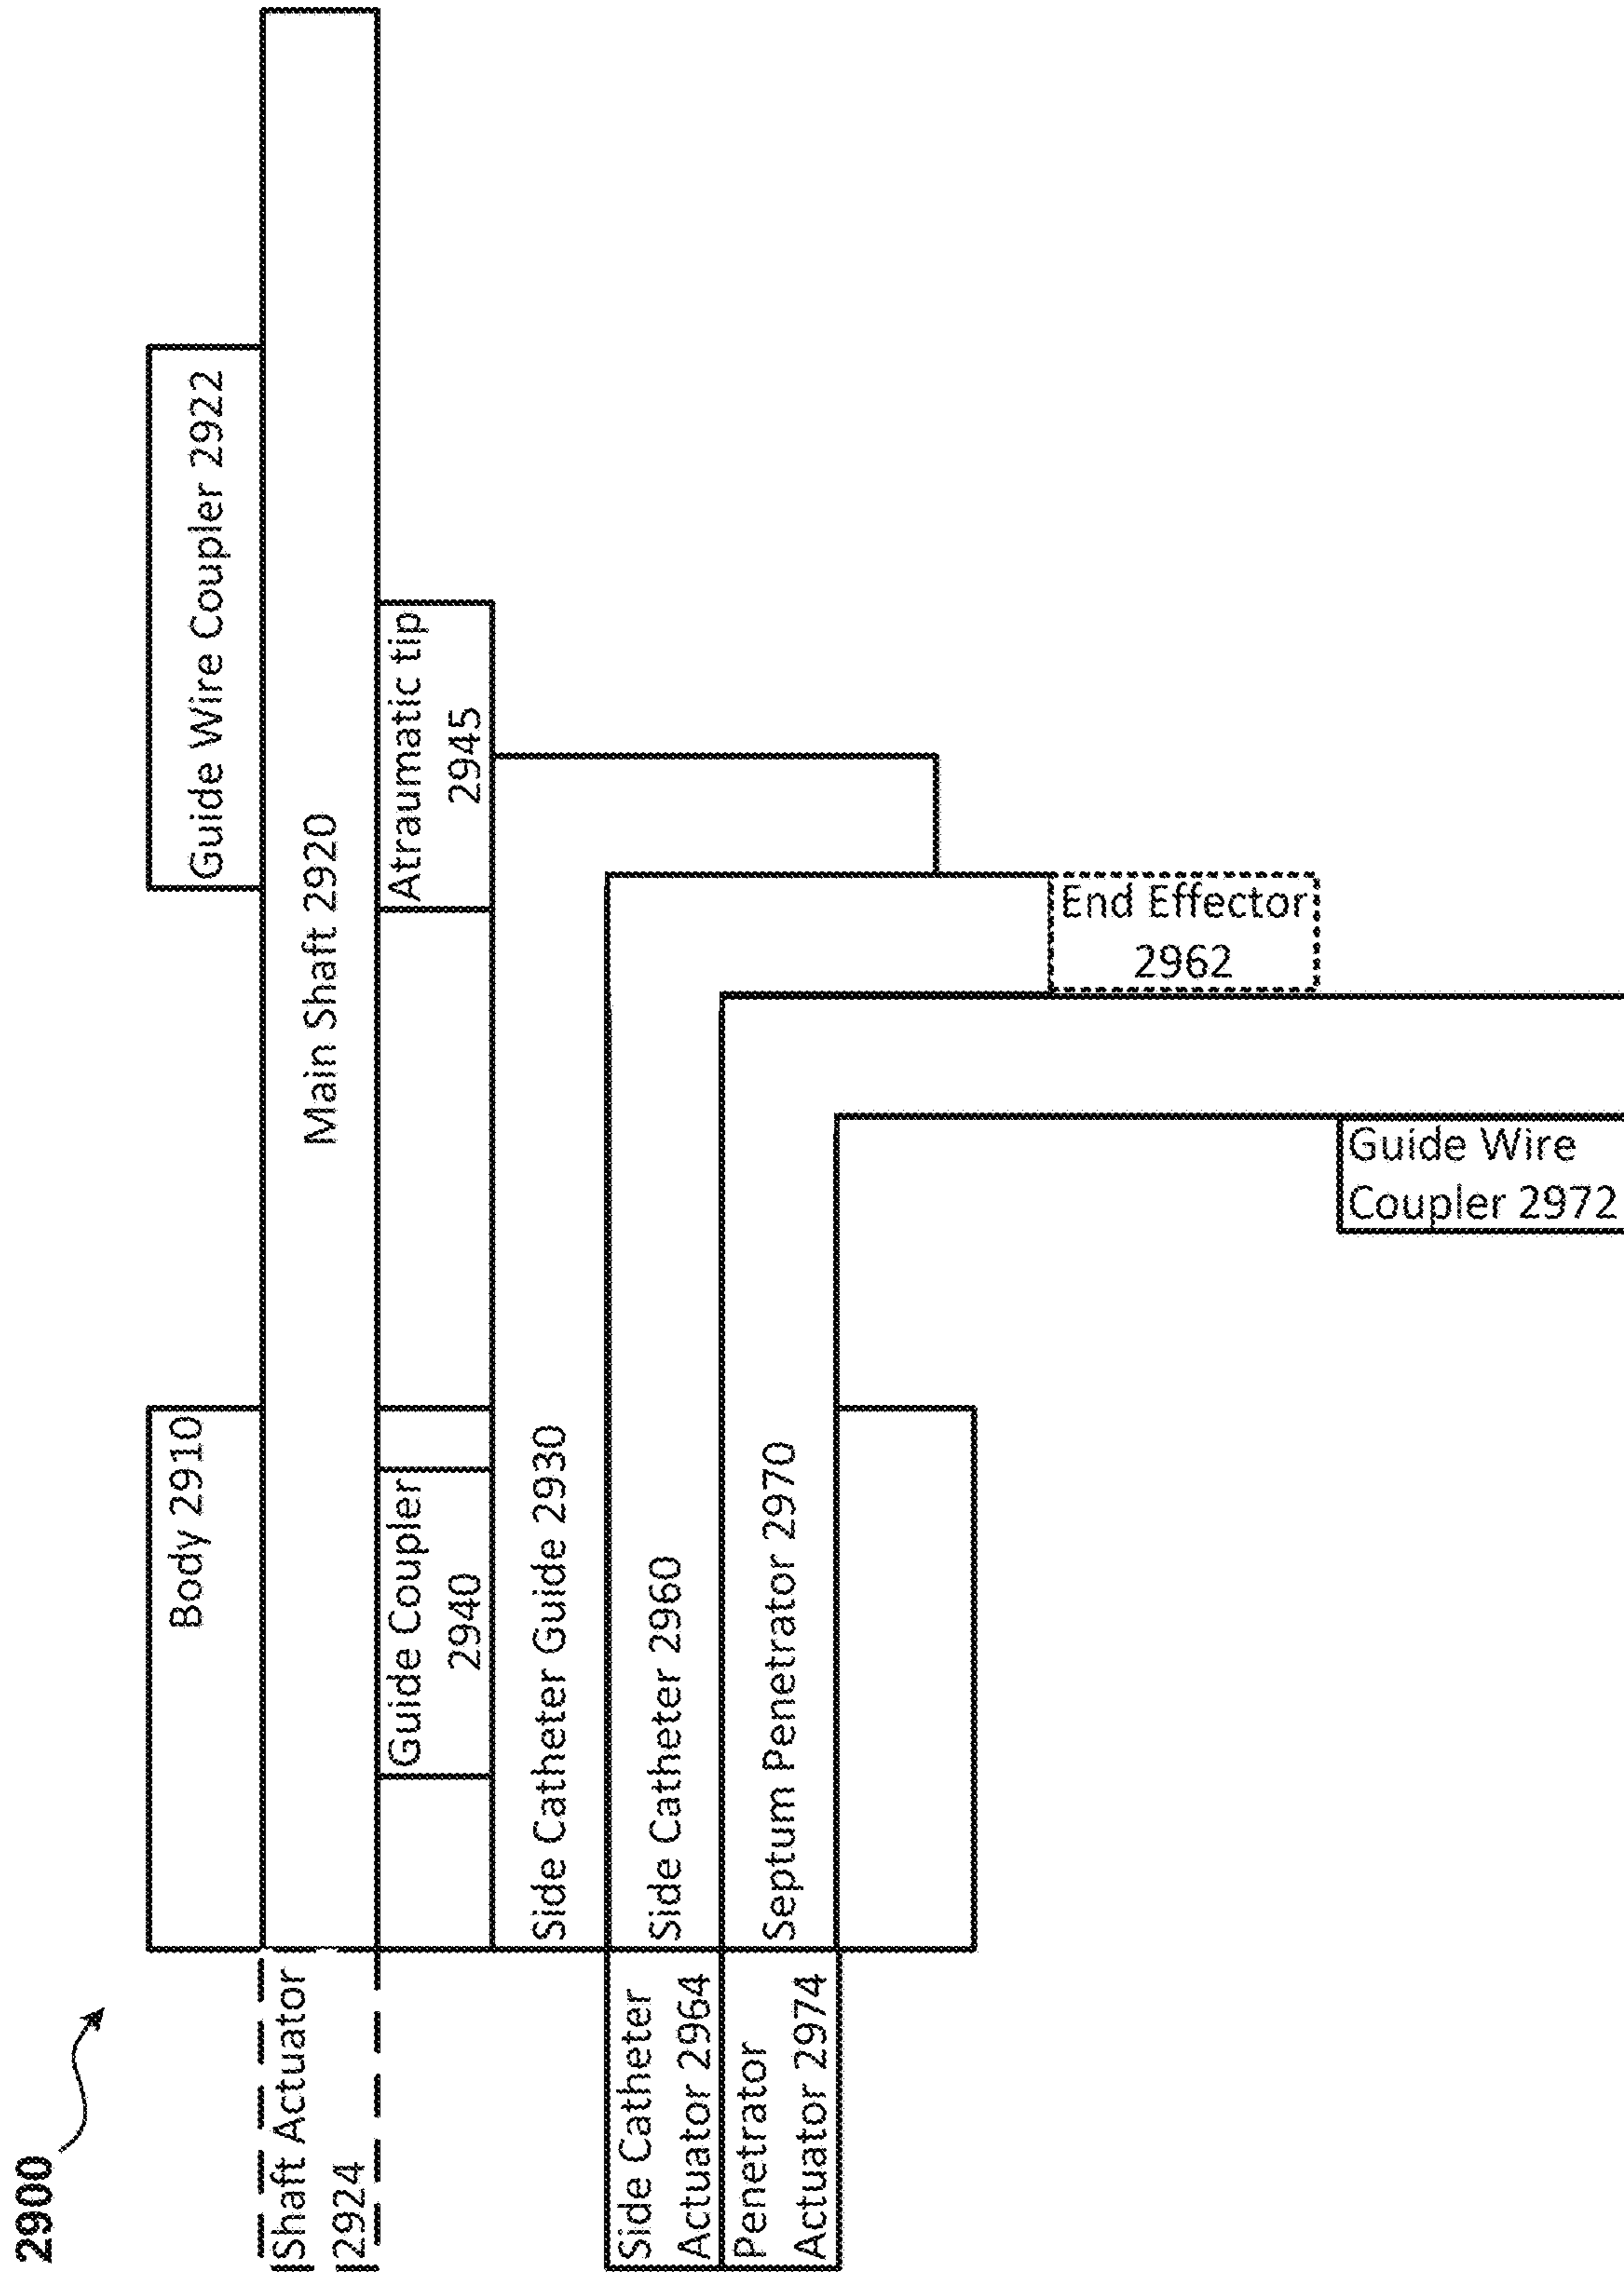 2900
Body 2910
Guide Wire Coupler 2922
Shaft Actuator
2924
Main Shaft 2920
Guide Coupler
2940
Atraumatic tip
2945
Side Catheter Guide 2930
Side Catheter
Actuator 2964
Side Catheter 2960
Penetrator
Actuator 2974
Septum Penetrator 2970
End Effector
2962
Guide Wire
Coupler 2972